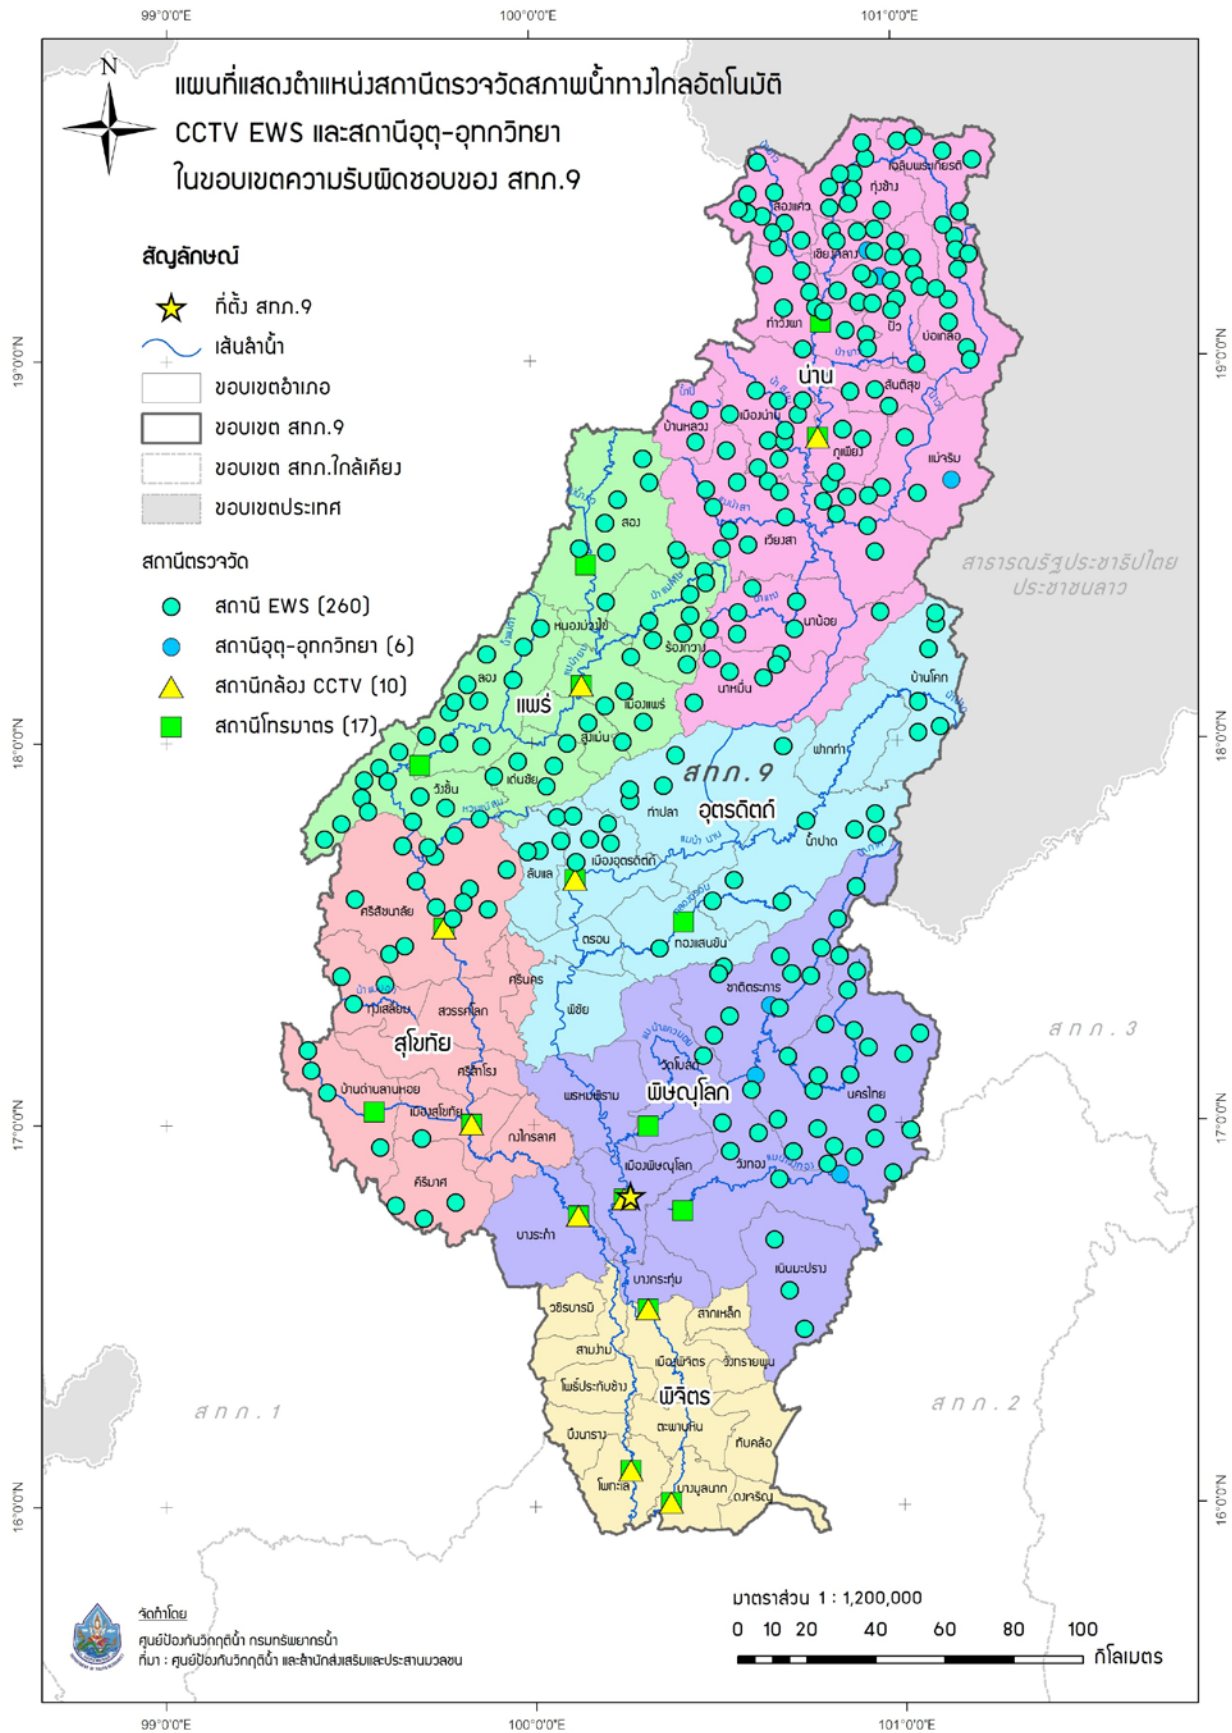 99°0'0"E
100°0'0"E
101°0'0"E
N
แผนที่แสดงตำแหน่งสถานีตรวจวัดสภาพน้ำทางไกลอัตโนมัติ
CCTV EWS และสถานีอุตุ-อุทกวิทยา
ในขอบเขตความรับผิดชอบของ สทภ.9
สัญลักษณ์
ที่ตั้ง สทภ.9
เส้นลำน้ำ
ขอบเขตอำเภอ
ขอบเขต สทภ.9
ขอบเขต สทภ.ใกล้เคียง
ขอบเขตประเทศ
สถานีตรวจวัด
สถานี EWS (260)
สถานีอุตุ-อุทกวิทยา (6)
สถานีกล้อง CCTV (10)
สถานีโทรมาตร (17)
เฉลิมพระเกียรติ
ทุ่งช้าง
สองแคว
เชียงกลาง
ท่าวังผา
ปัว
บ่อเกลือ
19°0'0"N
19°0'0"N
น่าน
สันติสุข
บ้านหลวง
เมืองน่าน
ภูเพียง
แม่จริม
เวียงสา
นาน้อย
นาหมื่น
สาธารณรัฐประชาธิปไตย
ประชาชนลาว
สอง
หนองม่วงไข่
ร้องกวาง
ลอง
แพร่
เมืองแพร่
สูงเม่น
เด่นชัย
วังชิ้น
18°0'0"N
18°0'0"N
บ้านโคก
ฟากท่า
สทภ.9
อุตรดิตถ์
ท่าปลา
น้ำปาด
แม่น้ำ น่าน
เมืองอุตรดิตถ์
ลับแล
ตรอน
ทองแสนขัน
พิชัย
ศรีสัชนาลัย
ศรีนคร
ทุ่งเสลี่ยม
สวรรคโลก
สุโขทัย
ศรีสำโรง
บ้านด่านลานหอย
เมืองสุโขทัย
กงไกรลาศ
คีรีมาศ
17°0'0"N
17°0'0"N
ชาติตระการ
วัดโบสถ์
พิษณุโลก
นครไทย
พรหมพิราม
เมืองพิษณุโลก
วังทอง
บางระกำ
บางกระทุ่ม
เนินมะปราง
สทภ.3
วชิรบารมี
สากเหล็ก
สามง่าม
เมืองพิจิตร
วังทรายพูน
โพธิ์ประทับช้าง
พิจิตร
ตะพานหิน
ทับคล้อ
บึงนาราง
โพทะเล
บางมูลนาก
ดงเจริญ
สทภ.1
สทภ.2
16°0'0"N
16°0'0"N
มาตราส่วน 1 : 1,200,000
0 10 20 40 60 80 100
กิโลเมตร
จัดทำโดย
ศูนย์ป้องกันวิกฤติน้ำ กรมทรัพยากรน้ำ
ที่มา : ศูนย์ป้องกันวิกฤติน้ำ และสำนักส่งเสริมและประสานมวลชน
99°0'0"E
100°0'0"E
101°0'0"E